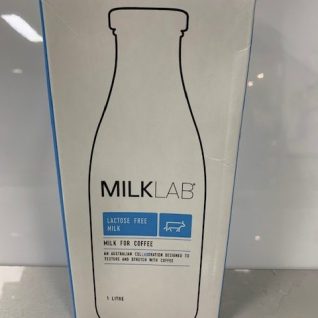 MILKLAB®
LACTOSE FREE
MILK
MILK FOR COFFEE
AN AUSTRALIAN COLLABORATION DESIGNED TO
TEXTURE AND STRETCH WITH COFFEE
1 LITRE